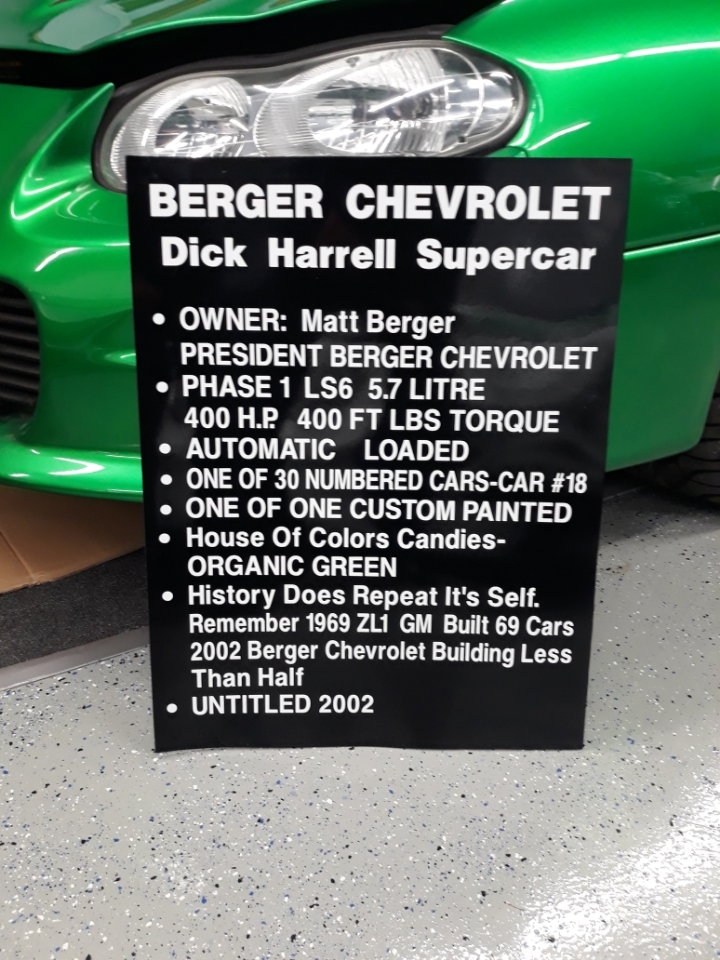 BERGER CHEVROLET
Dick Harrell Supercar
• OWNER: Matt Berger
PRESIDENT BERGER CHEVROLET
• PHASE 1 LS6 5.7 LITRE
400 H.P. 400 FT LBS TORQUE
• AUTOMATIC LOADED
• ONE OF 30 NUMBERED CARS-CAR #18
• ONE OF ONE CUSTOM PAINTED
• House Of Colors Candies-
ORGANIC GREEN
• History Does Repeat It's Self.
Remember 1969 ZL1 GM Built 69 Cars
2002 Berger Chevrolet Building Less
Than Half
• UNTITLED 2002